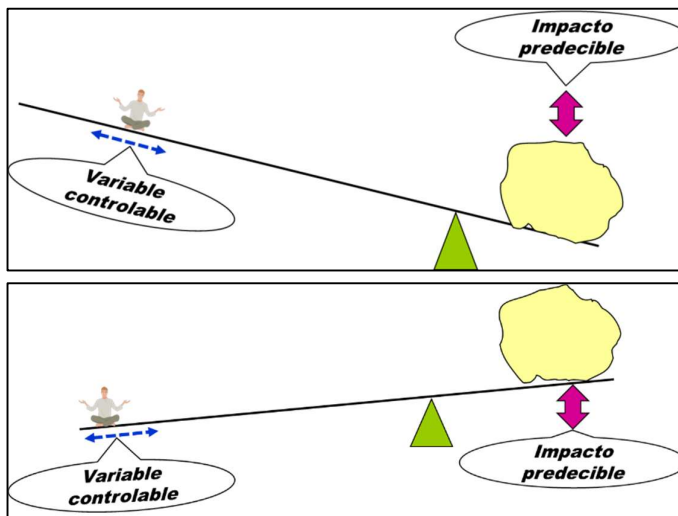 Impacto
predecible
Variable
controlable
Variable
controlable
Impacto
predecible